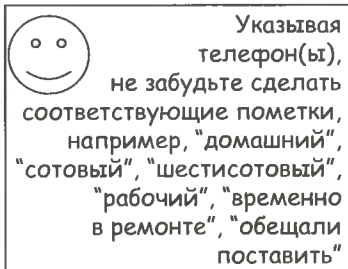 Указывая
телефон(ы),
не забудьте сделать
соответствующие пометки,
например, "домашний",
"сотовый", "шестисотовый",
"рабочий", "временно
в ремонте", "обещали
поставить"